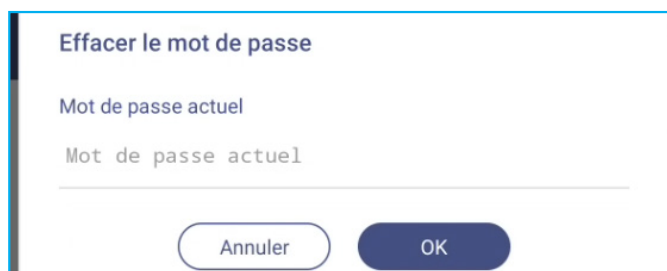 Effacer le mot de passe
Mot de passe actuel
Mot de passe actuel
Annuler OK